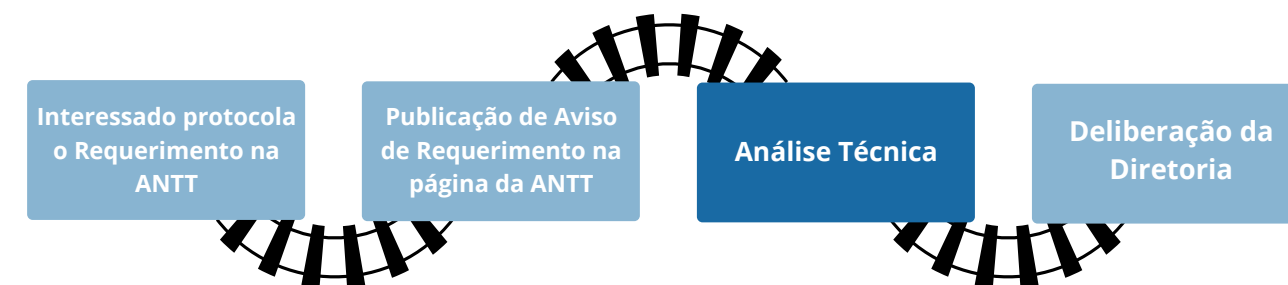 Interessado protocola
o Requerimento na
ANTT
Publicação de Aviso
de Requerimento na
página da ANTT
Análise Técnica
Deliberação da
Diretoria